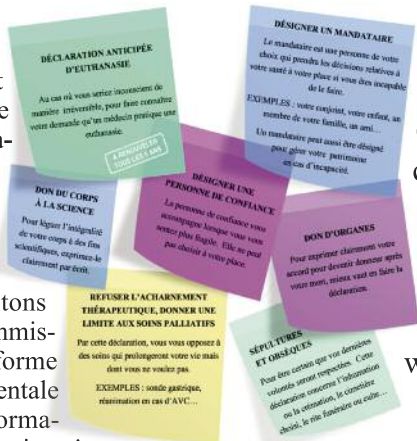 DÉCLARATION ANTICIPÉE
D'EUTHANASIE
Au cas où vous seriez inconscient de
manière irréversible, pour faire connaître
votre demande qu'un médecin pratique une
euthanasie.
À RENOUVELER
TOUS LES 5 ANS
DÉSIGNER UN MANDATAIRE
Le mandataire est une personne de votre
choix qui prendra les décisions relatives à
votre santé à votre place si vous êtes incapable
de le faire.
EXEMPLES : votre conjoint, votre enfant, un
membre de votre famille, un ami…
Un mandataire peut aussi être désigné
pour gérer votre patrimoine
en cas d'incapacité.
DON DU CORPS
À LA SCIENCE
Pour léguer l'intégralité
de votre corps à des fins
scientifiques, exprimez-le
clairement par écrit.
DÉSIGNER UNE
PERSONNE DE CONFIANCE
La personne de confiance vous
accompagne lorsque vous vous
sentez plus fragile. Elle ne peut
pas choisir à votre place.
DON D'ORGANES
Pour exprimer clairement votre
accord pour devenir donneur après
votre mort, mieux vaut en faire la
déclaration.
REFUSER L'ACHARNEMENT
THÉRAPEUTIQUE, DONNER UNE
LIMITE AUX SOINS PALLIATIFS
Par cette déclaration, vous vous opposez à
des soins qui prolongeront votre vie mais
dont vous ne voulez pas.
EXEMPLES : sonde gastrique,
réanimation en cas d'AVC…
SÉPULTURES
ET OBSÈQUES
Pour être certain que vos dernières
volontés seront respectées. Cette
déclaration concerne l'inhumation
ou la crémation, le cimetière
choisi, le rite funéraire ou culte…
t
e
a-
tons
nmis-
forme
entale
orma-
W